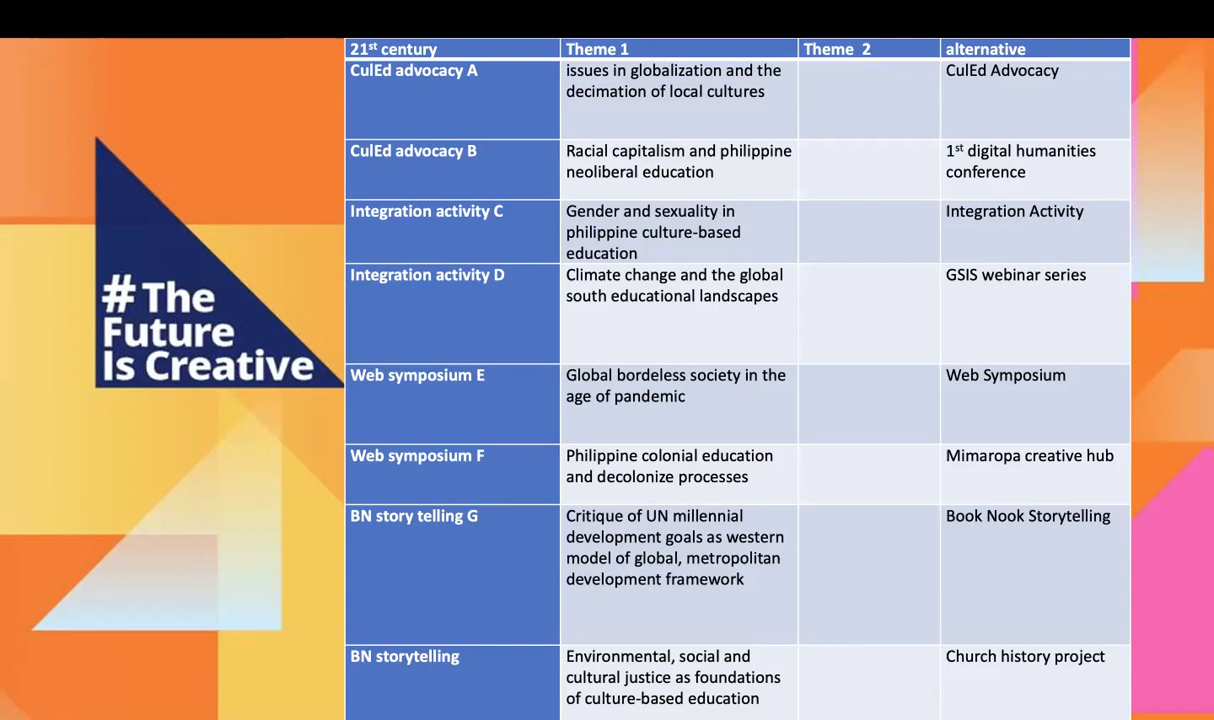 # The
Future
Is Creative
21st century
Theme 1
Theme  2
alternative
CulEd advocacy A
issues in globalization and the
decimation of local cultures
CulEd Advocacy
CulEd advocacy B
Racial capitalism and philippine
neoliberal education
1st digital humanities
conference
Integration activity C
Gender and sexuality in
philippine culture-based
education
Integration Activity
Integration activity D
Climate change and the global
south educational landscapes
GSIS webinar series
Web symposium E
Global bordeless society in the
age of pandemic
Web Symposium
Web symposium F
Philippine colonial education
and decolonize processes
Mimaropa creative hub
BN story telling G
Critique of UN millennial
development goals as western
model of global, metropolitan
development framework
Book Nook Storytelling
BN storytelling
Environmental, social and
cultural justice as foundations
of culture-based education
Church history project